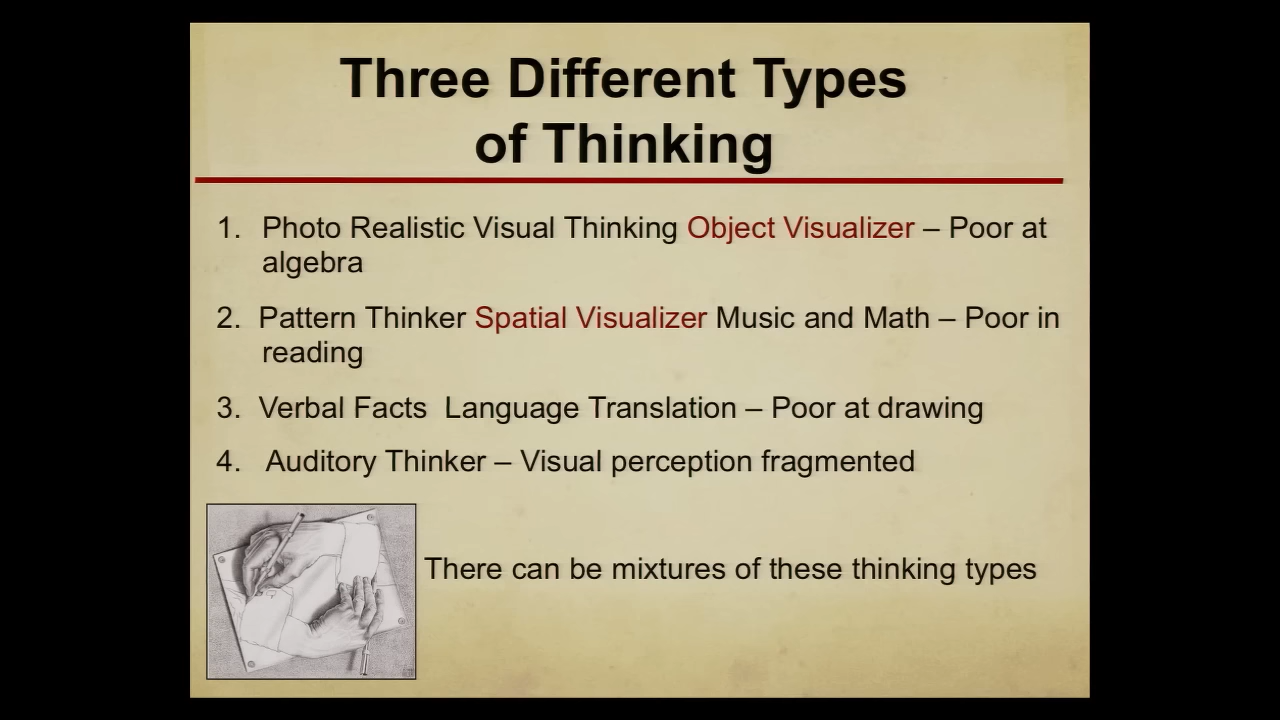 Three Different Types
of Thinking
1. Photo Realistic Visual Thinking Object Visualizer – Poor at
algebra
2. Pattern Thinker Spatial Visualizer Music and Math – Poor in
reading
3. Verbal Facts Language Translation – Poor at drawing
4. Auditory Thinker – Visual perception fragmented
There can be mixtures of these thinking types